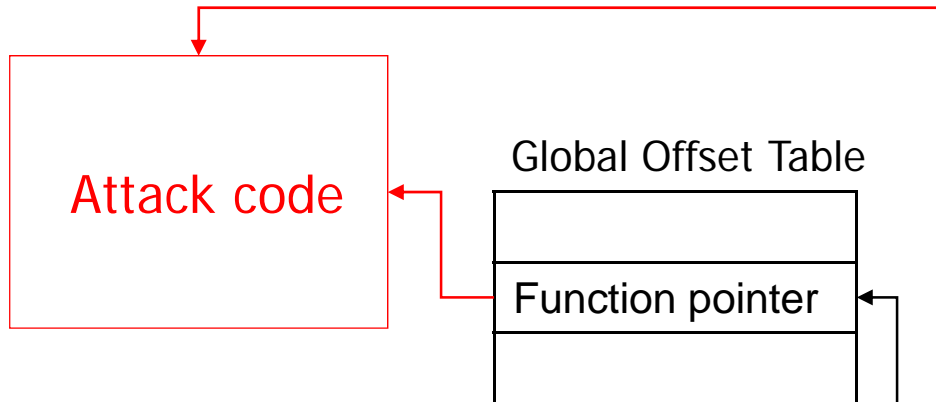 Global Offset Table
Attack code
Function pointer